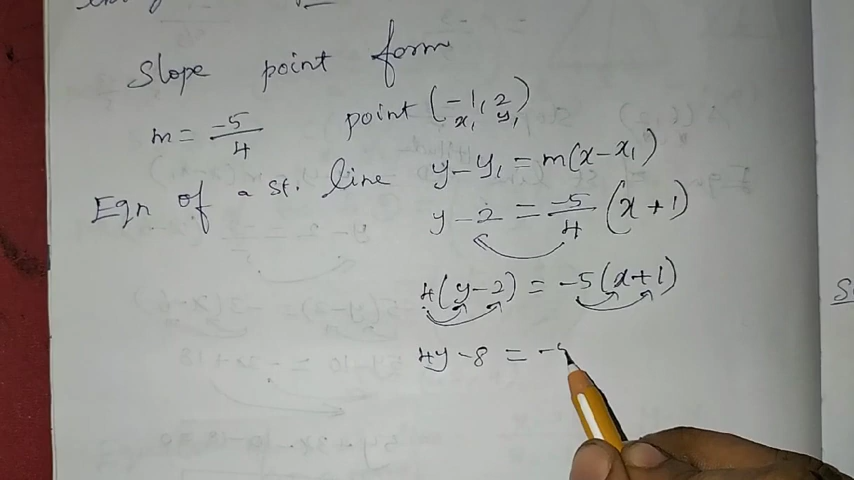 Slope point form
m = -5/4 point (-1, 2)
x₁ y₁
Eqn of a st. line y - y₁ = m(x - x₁)
y - 2 = -5/4 (x + 1)
4(y - 2) = -5(x + 1)
4y - 8 = -5